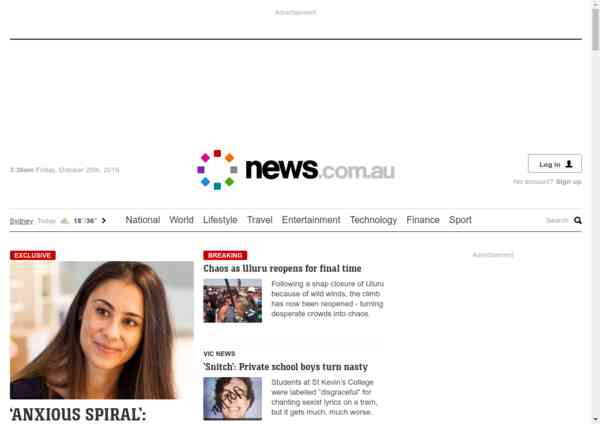 Advertisement
news.com.au
3:38am Friday, October 25th, 2019
Log in
No account? Sign up
Sydney Today 18°/36°
National World Lifestyle Travel Entertainment Technology Finance Sport
Search
EXCLUSIVE
'ANXIOUS SPIRAL':
BREAKING
Chaos as Uluru reopens for final time
Following a snap closure of Uluru
because of wild winds, the climb
has now been reopened - turning
desperate crowds into chaos.
VIC NEWS
'Snitch': Private school boys turn nasty
Students at St Kevin's College
were labelled "disgraceful" for
chanting sexist lyrics on a tram,
but it gets much, much worse.
Advertisement